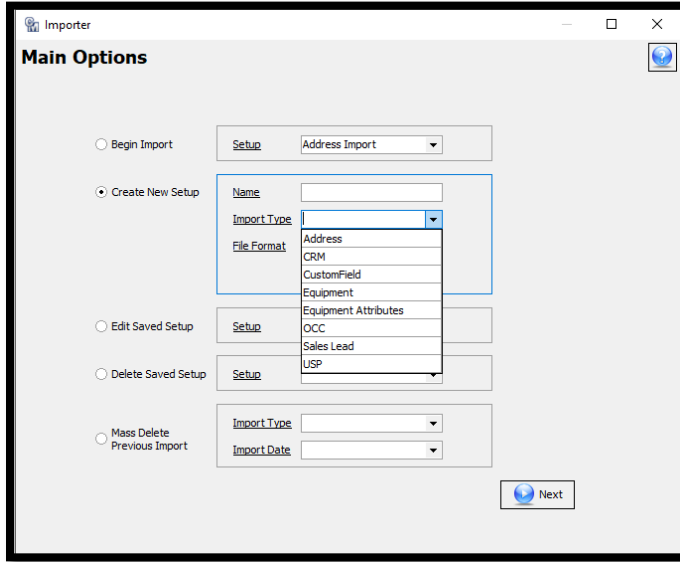 Importer
Main Options
?
Begin Import
Setup
Address Import
Create New Setup
Name
Import Type
File Format
Address
CRM
CustomField
Equipment
Equipment Attributes
OCC
Sales Lead
USP
Edit Saved Setup
Setup
Delete Saved Setup
Setup
Mass Delete
Previous Import
Import Type
Import Date
Next